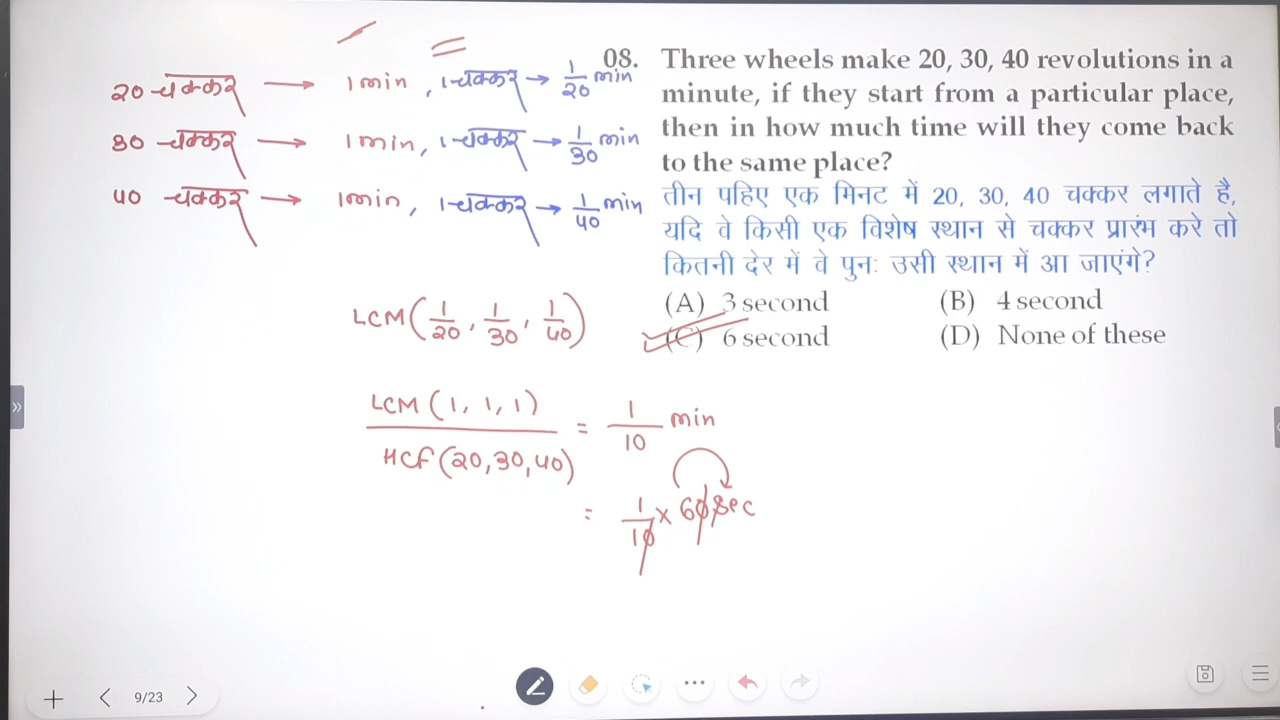 20 चक्कर → 1 min, 1 चक्कर → 1/20 min
30 चक्कर → 1 min, 1 चक्कर → 1/30 min
40 चक्कर → 1 min, 1 चक्कर → 1/40 min
LCM(1/20, 1/30, 1/40)
LCM(1, 1, 1) / HCF(20, 30, 40) = 1/10 min
= 1/10 × 60 sec
08. Three wheels make 20, 30, 40 revolutions in a
minute, if they start from a particular place,
then in how much time will they come back
to the same place?
तीन पहिए एक मिनट में 20, 30, 40 चक्कर लगाते है,
यदि वे किसी एक विशेष स्थान से चक्कर प्रारंभ करे तो
कितनी देर में वे पुनः उसी स्थान में आ जाएंगे?
(A) 3 second (B) 4 second
(C) 6 second (D) None of these
9/23